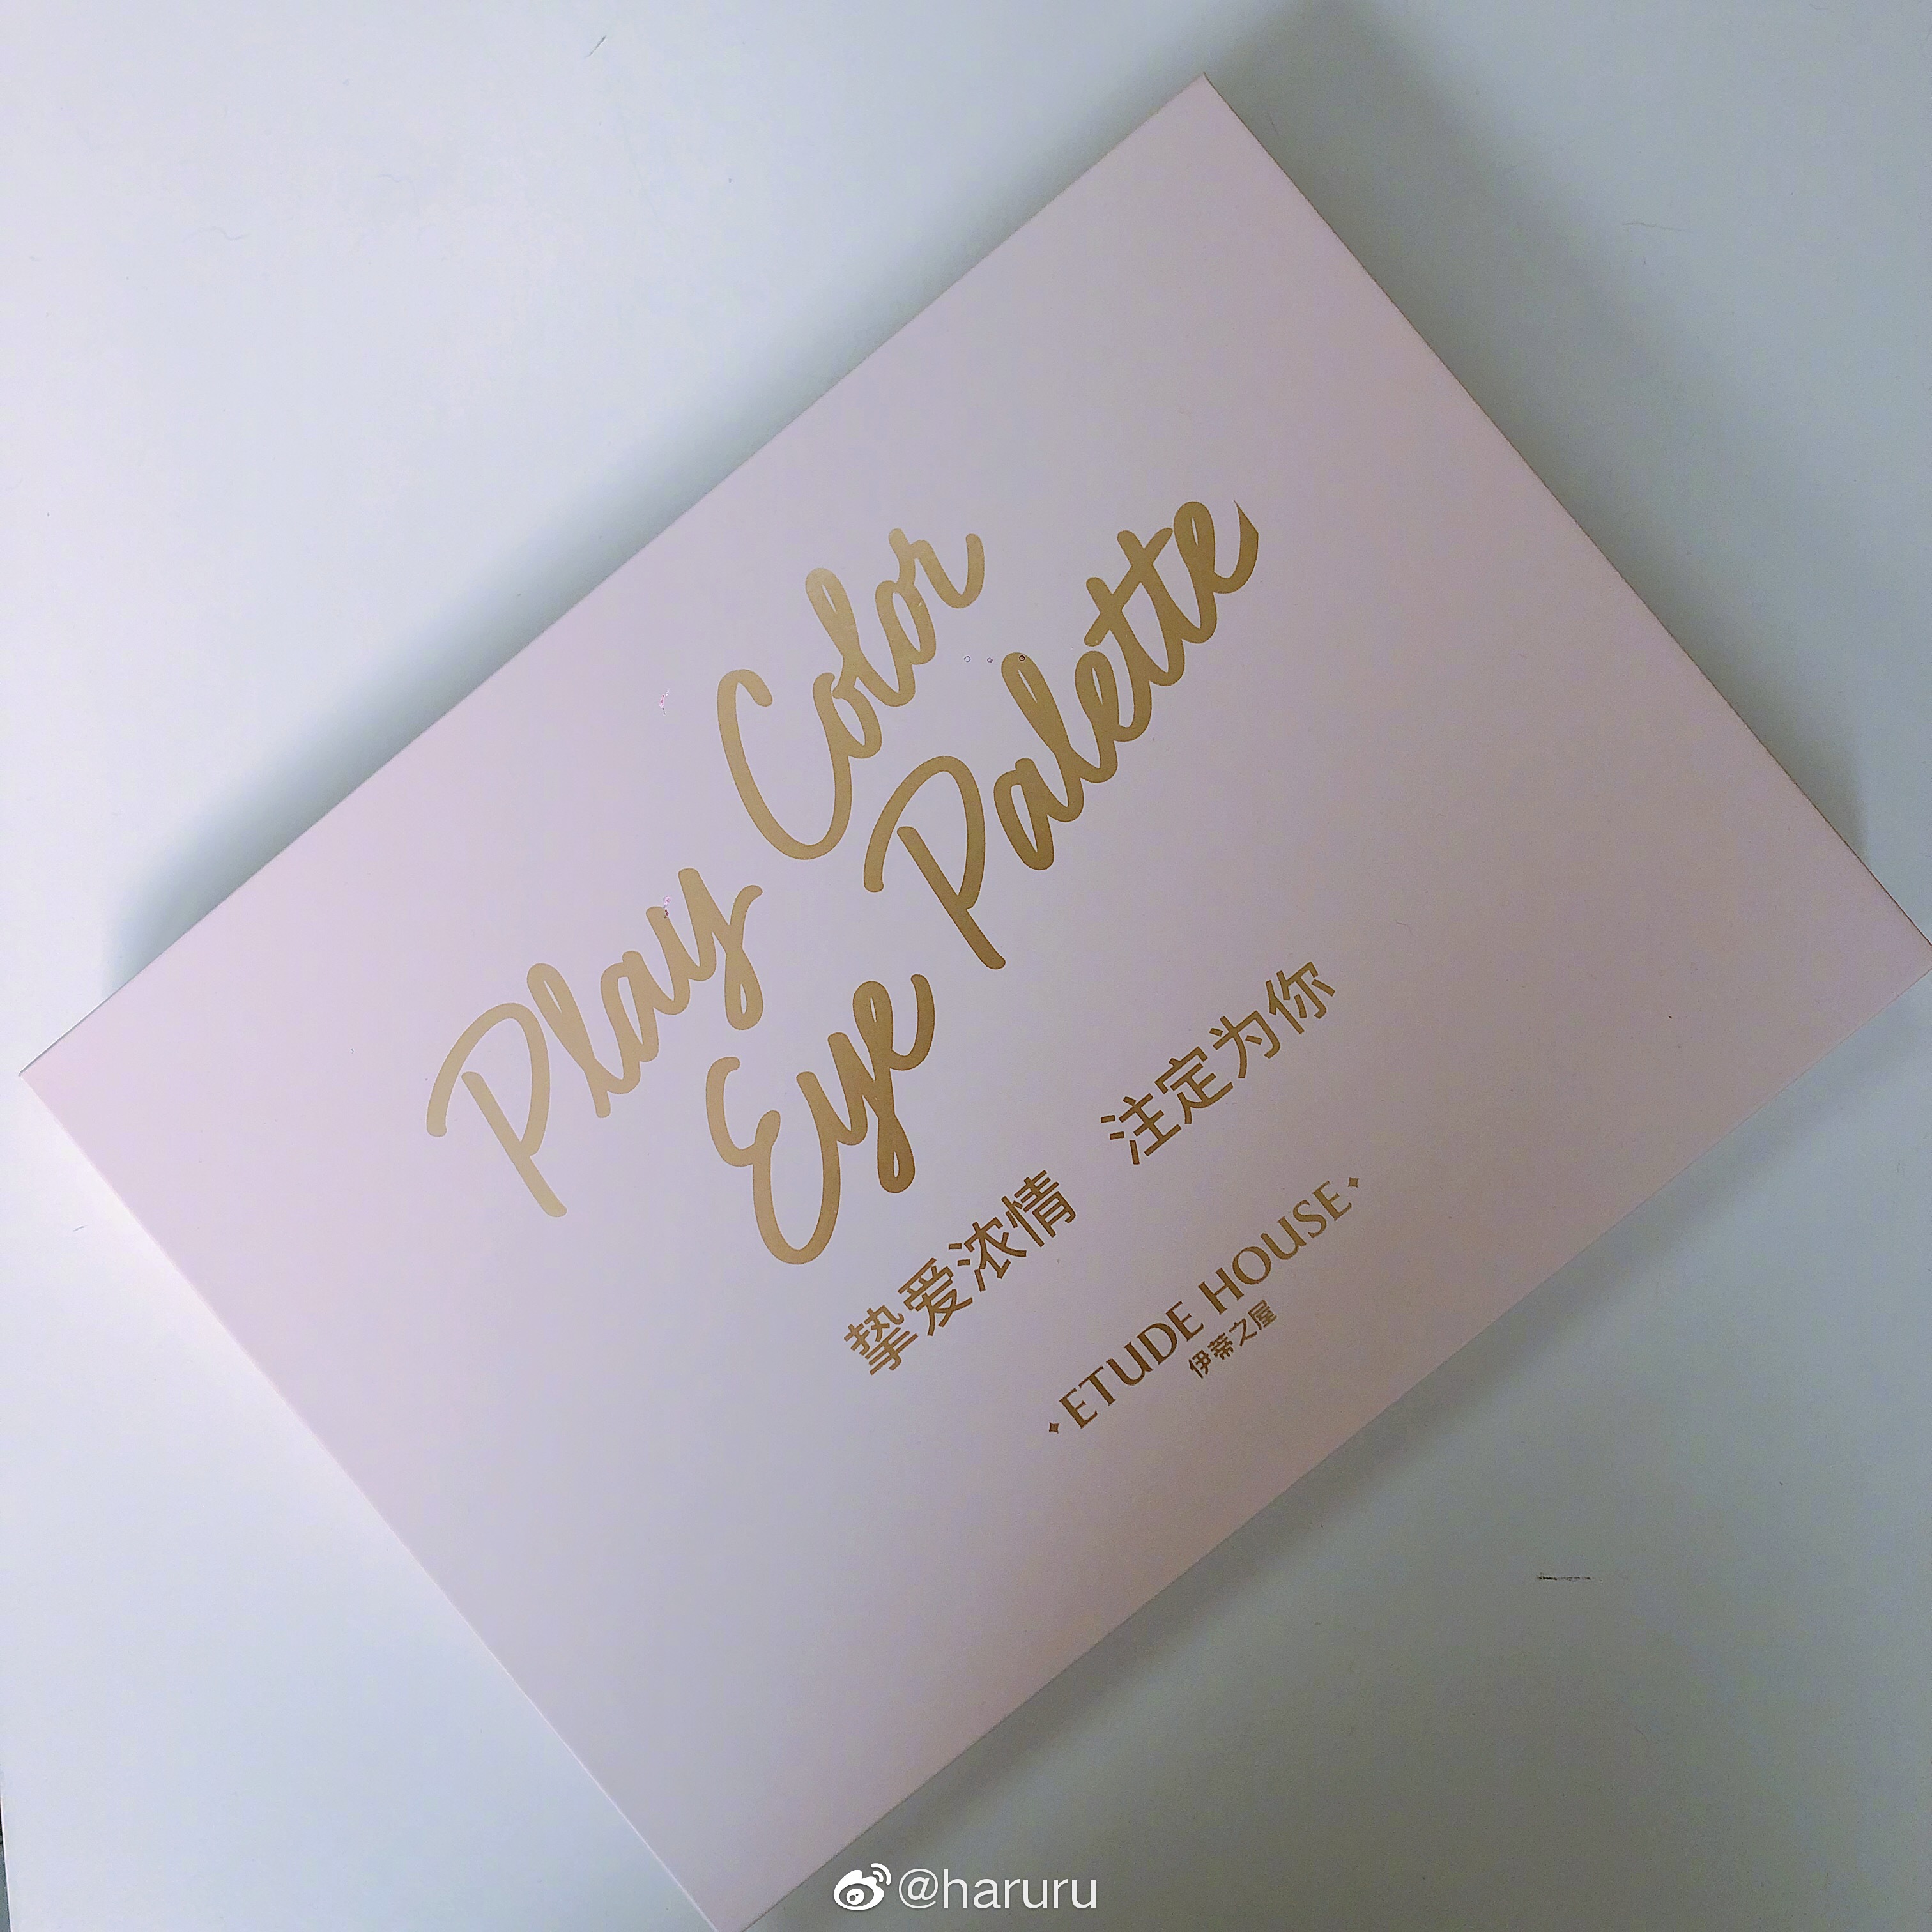 Play Color
Eye Palette
挚爱浓情 注定为你
ETUDE HOUSE
伊蒂之屋
@haruru